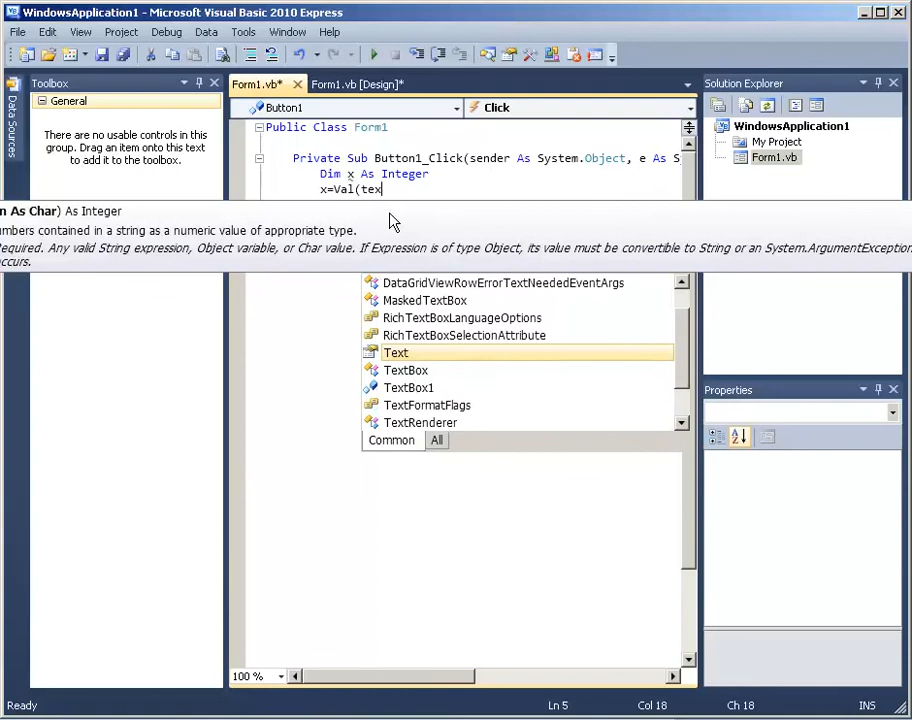 WindowsApplication1 - Microsoft Visual Basic 2010 Express
File Edit View Project Debug Data Tools Window Help
Data Sources
Toolbox
General
There are no usable controls in this
group. Drag an item onto this text
to add it to the toolbox.
Form1.vb* Form1.vb [Design]*
Button1 Click
Public Class Form1
Private Sub Button1_Click(sender As System.Object, e As S
Dim x As Integer
x=Val(tex
n As Char) As Integer
umbers contained in a string as a numeric value of appropriate type.
equired. Any valid String expression, Object variable, or Char value. If Expression is of type Object, its value must be convertible to String or an System.ArgumentException
occurs.
DataGridViewRowErrorTextNeededEventArgs
MaskedTextBox
RichTextBoxLanguageOptions
RichTextBoxSelectionAttribute
Text
TextBox
TextBox1
TextFormatFlags
TextRenderer
Common All
100 %
Solution Explorer
WindowsApplication1
My Project
Form1.vb
Properties
Ready Ln 5 Col 18 Ch 18 INS